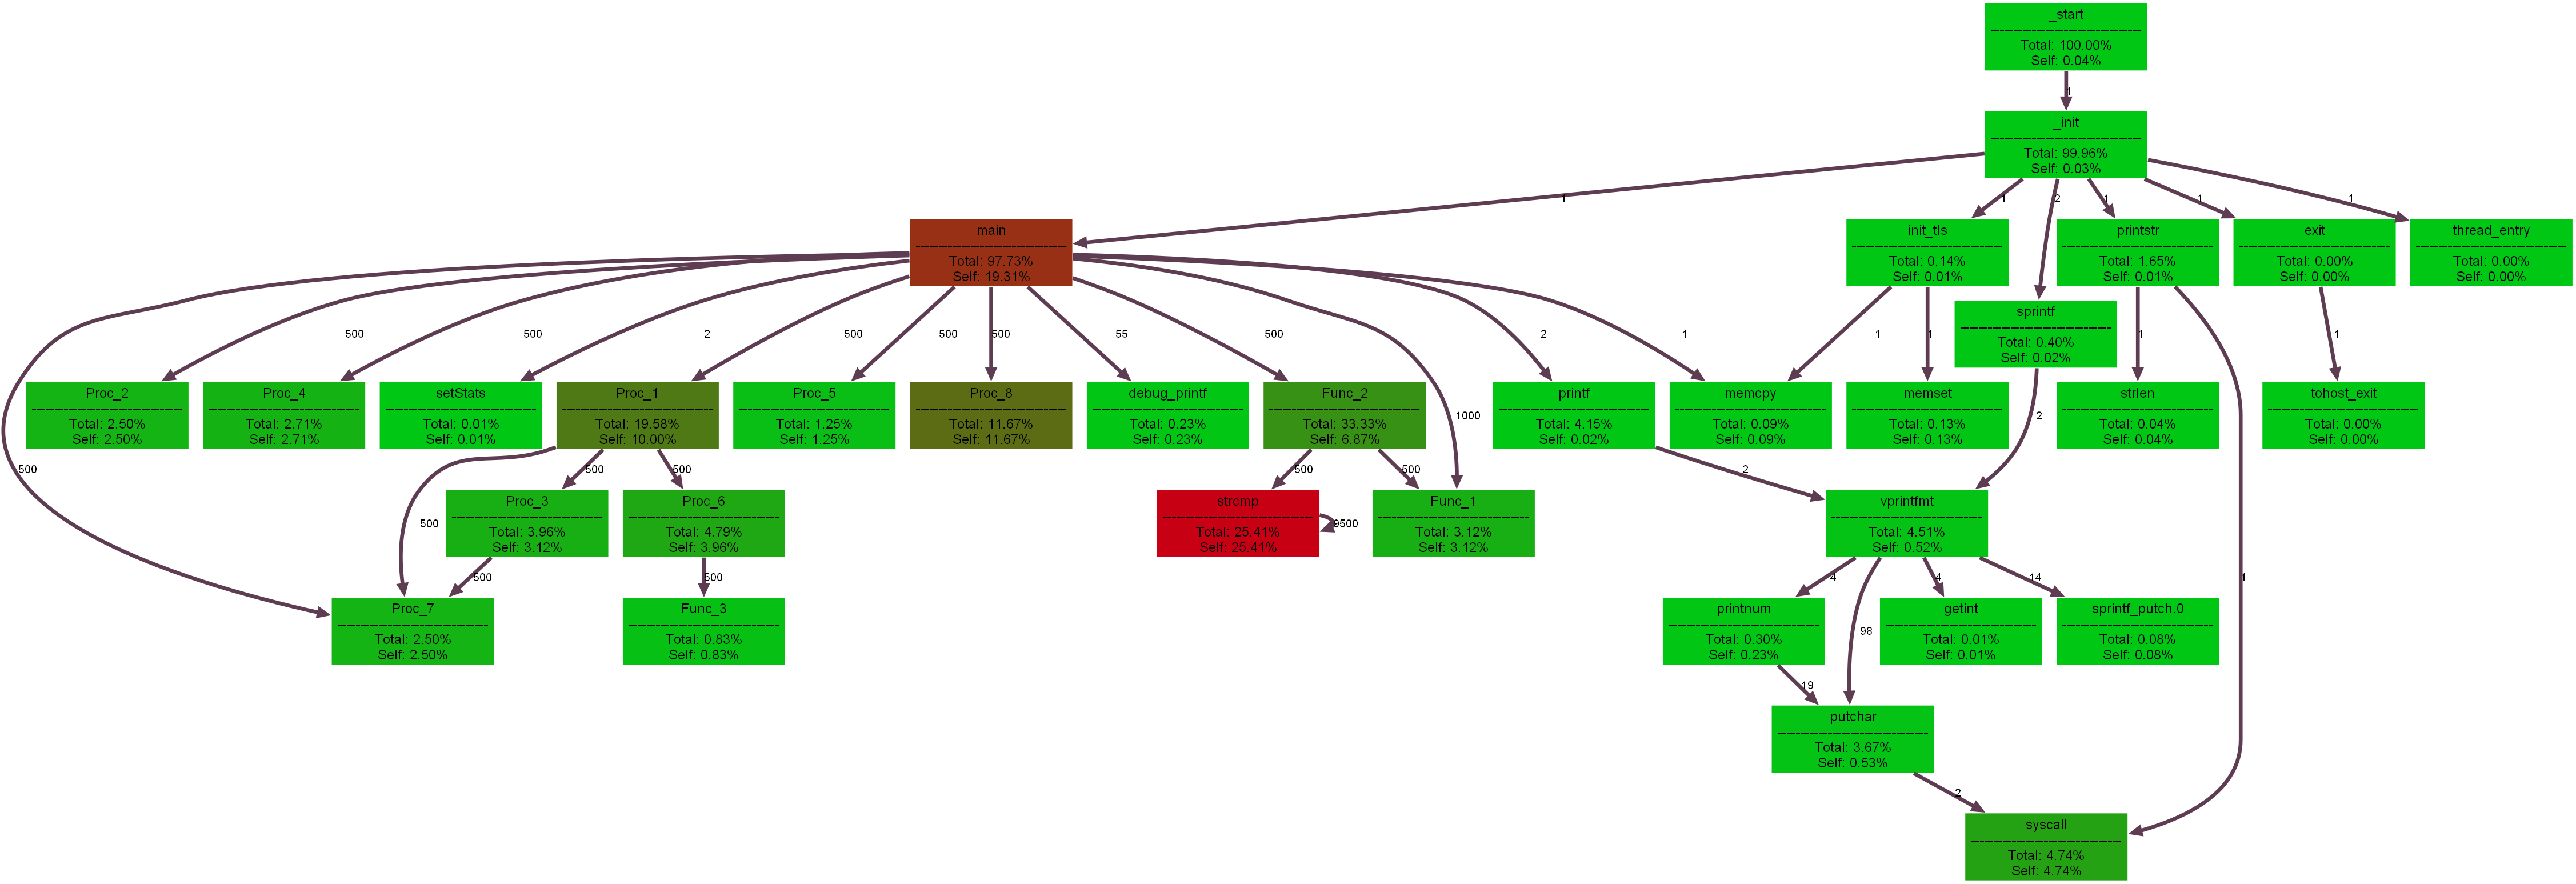 _start
--------------------------------
Total: 100.00%
Self: 0.04%
1
_init
--------------------------------
Total: 99.96%
Self: 0.03%
1
1
2
1
1
1
main
--------------------------------
Total: 97.73%
Self: 19.31%
init_tls
--------------------------------
Total: 0.14%
Self: 0.01%
printstr
--------------------------------
Total: 1.65%
Self: 0.01%
exit
--------------------------------
Total: 0.00%
Self: 0.00%
thread_entry
--------------------------------
Total: 0.00%
Self: 0.00%
sprintf
--------------------------------
Total: 0.40%
Self: 0.02%
500
500
2
500
500
500
55
500
2
1
1
1
1
1
Proc_2
--------------------------------
Total: 2.50%
Self: 2.50%
Proc_4
--------------------------------
Total: 2.71%
Self: 2.71%
setStats
--------------------------------
Total: 0.01%
Self: 0.01%
Proc_1
--------------------------------
Total: 19.58%
Self: 10.00%
Proc_5
--------------------------------
Total: 1.25%
Self: 1.25%
Proc_8
--------------------------------
Total: 11.67%
Self: 11.67%
debug_printf
--------------------------------
Total: 0.23%
Self: 0.23%
Func_2
--------------------------------
Total: 33.33%
Self: 6.87%
1000
printf
--------------------------------
Total: 4.15%
Self: 0.02%
memcpy
--------------------------------
Total: 0.09%
Self: 0.09%
memset
--------------------------------
Total: 0.13%
Self: 0.13%
2
strlen
--------------------------------
Total: 0.04%
Self: 0.04%
tohost_exit
--------------------------------
Total: 0.00%
Self: 0.00%
500
500
500
500
500
2
500
Proc_3
--------------------------------
Total: 3.96%
Self: 3.12%
Proc_6
--------------------------------
Total: 4.79%
Self: 3.96%
strcmp
--------------------------------
Total: 25.41%
Self: 25.41%
9500
Func_1
--------------------------------
Total: 3.12%
Self: 3.12%
vprintfmt
--------------------------------
Total: 4.51%
Self: 0.52%
500
500
4
4
14
1
Proc_7
--------------------------------
Total: 2.50%
Self: 2.50%
Func_3
--------------------------------
Total: 0.83%
Self: 0.83%
printnum
--------------------------------
Total: 0.30%
Self: 0.23%
98
getint
--------------------------------
Total: 0.01%
Self: 0.01%
sprintf_putch.0
--------------------------------
Total: 0.08%
Self: 0.08%
19
putchar
--------------------------------
Total: 3.67%
Self: 0.53%
2
syscall
--------------------------------
Total: 4.74%
Self: 4.74%